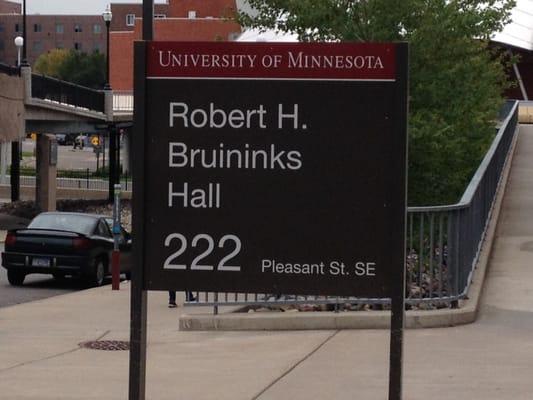 University of Minnesota
Robert H.
Bruininks
Hall
222 Pleasant St. SE